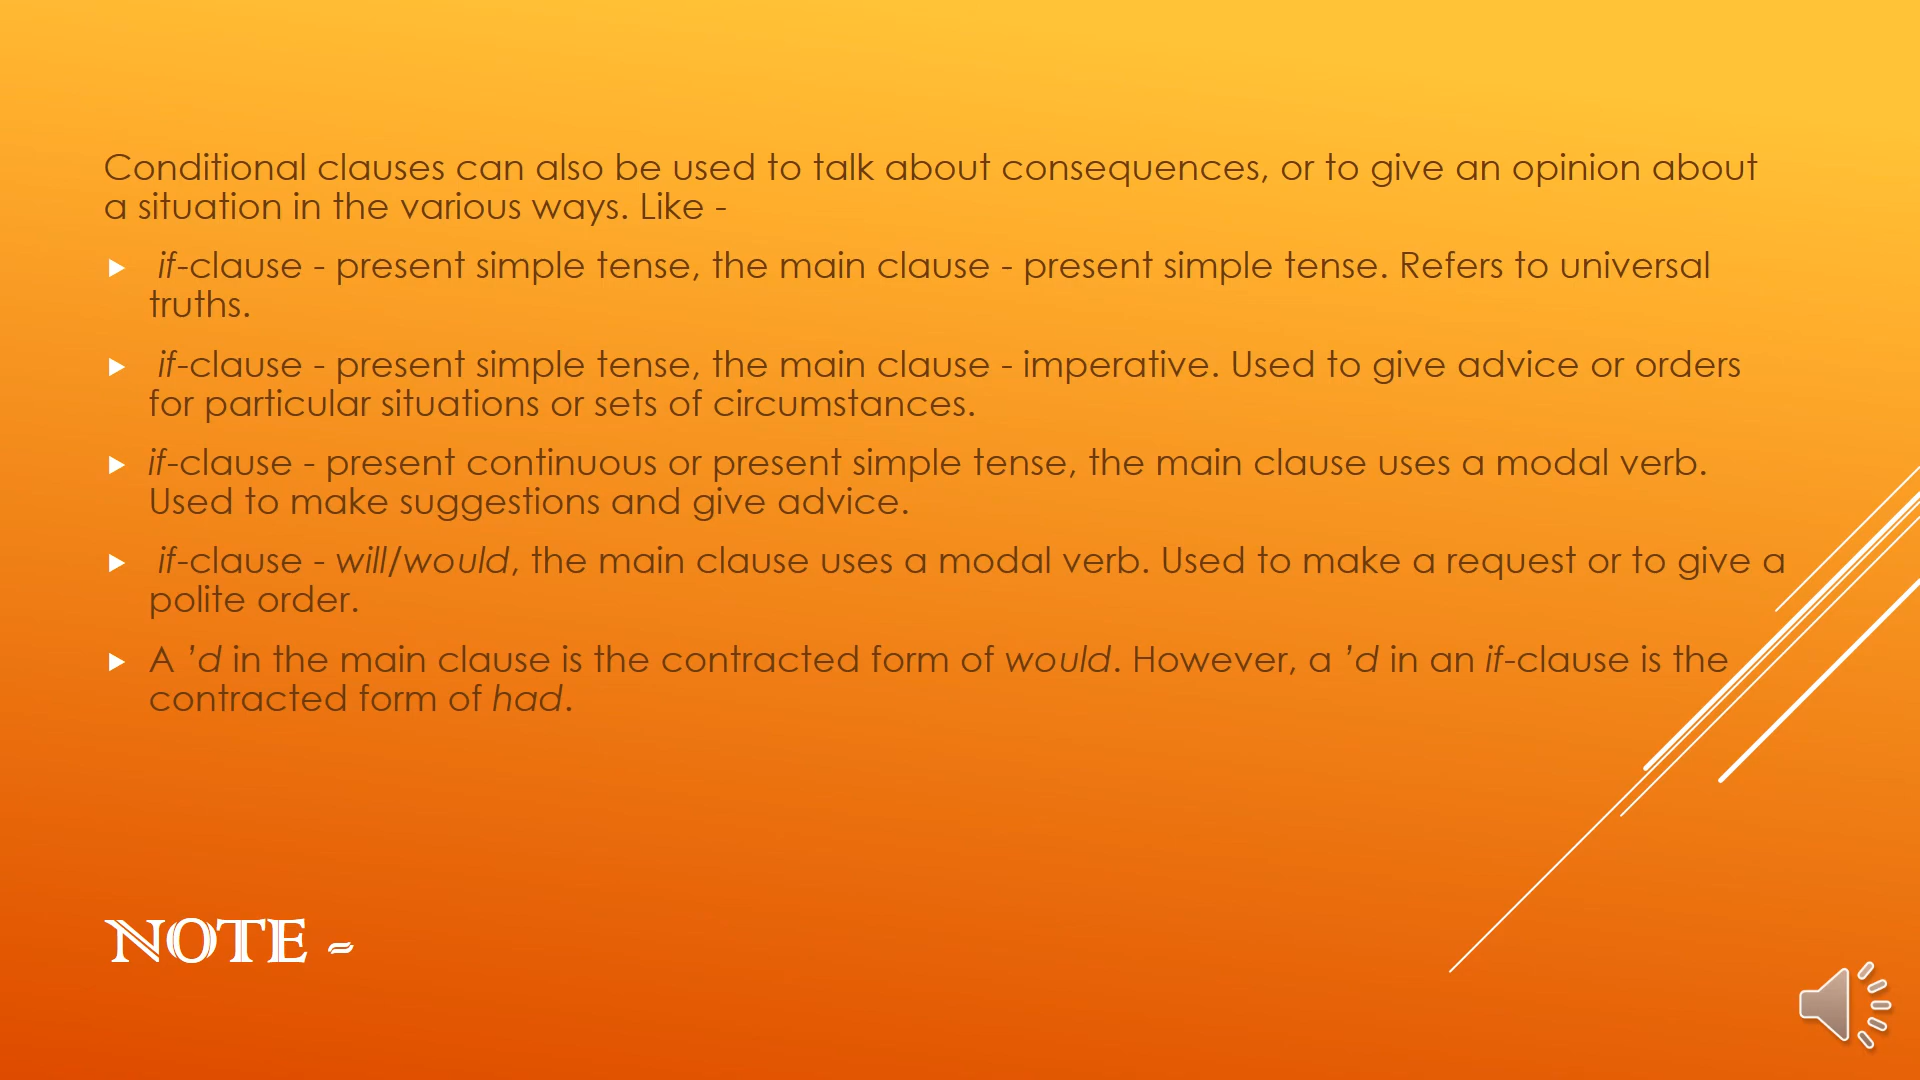 Conditional clauses can also be used to talk about consequences, or to give an opinion about
a situation in the various ways. Like -
if-clause - present simple tense, the main clause - present simple tense. Refers to universal
truths.
if-clause - present simple tense, the main clause - imperative. Used to give advice or orders
for particular situations or sets of circumstances.
if-clause - present continuous or present simple tense, the main clause uses a modal verb.
Used to make suggestions and give advice.
if-clause - will/would, the main clause uses a modal verb. Used to make a request or to give a
polite order.
A ’d in the main clause is the contracted form of would. However, a ’d in an if-clause is the
contracted form of had.
NOTE -